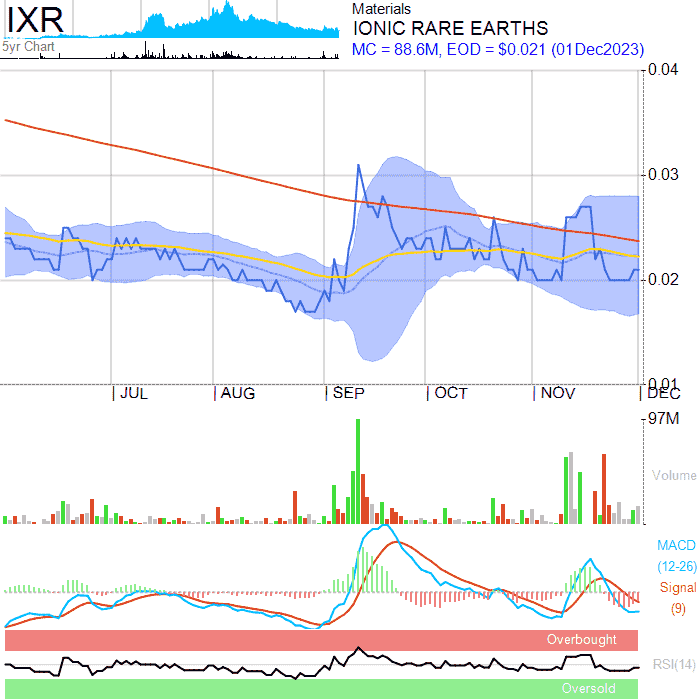 IXR
5yr Chart
Materials
IONIC RARE EARTHS
MC = 88.6M, EOD = $0.021 (01Dec2023)
0.04
0.03
0.02
0.01
JUL AUG SEP OCT NOV DEC
97M
Volume
MACD
(12-26)
Signal
(9)
Overbought
RSI(14)
Oversold